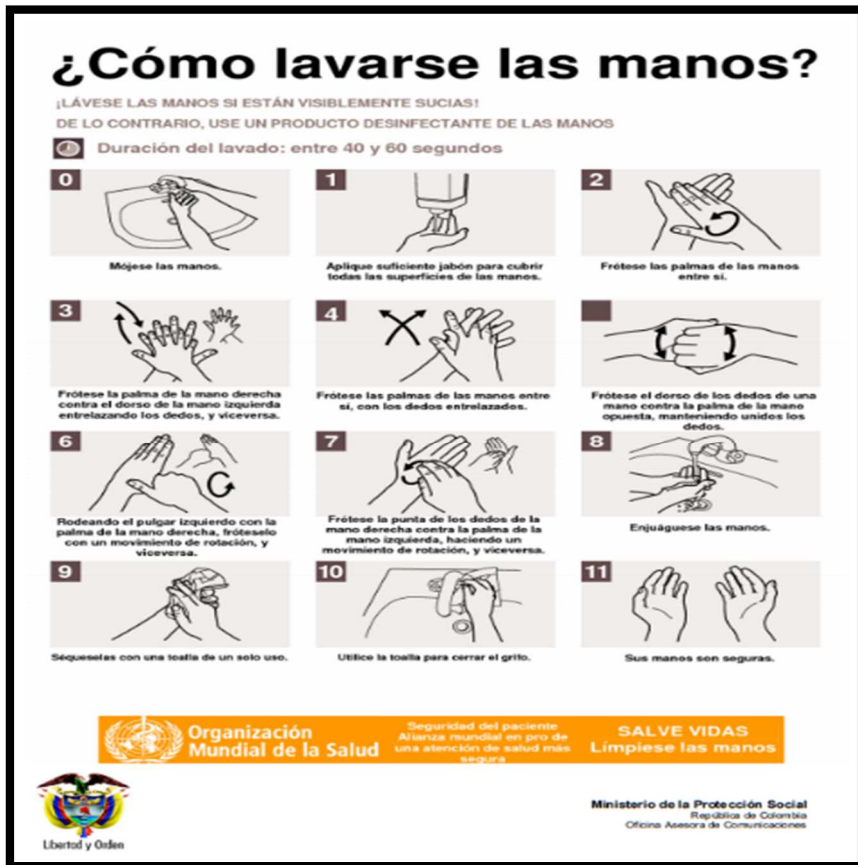 ¿Cómo lavarse las manos?
¡LÁVESE LAS MANOS SI ESTÁN VISIBLEMENTE SUCIAS!
DE LO CONTRARIO, USE UN PRODUCTO DESINFECTANTE DE LAS MANOS
Duración del lavado: entre 40 y 60 segundos
0
Mójese las manos.
1
Aplique suficiente jabón para cubrir
todas las superficies de las manos.
2
Frótese las palmas de las manos
entre sí.
3
Frótese la palma de la mano derecha
contra el dorso de la mano izquierda
entrelazando los dedos, y viceversa.
4
Frótese las palmas de las manos entre
sí, con los dedos entrelazados.
Frótese el dorso de los dedos de una
mano contra la palma de la mano
opuesta, manteniendo unidos los
dedos.
6
Rodeando el pulgar izquierdo con la
palma de la mano derecha, fróteselo
con un movimiento de rotación, y
viceversa.
7
Frótese la punta de los dedos de la
mano derecha contra la palma de la
mano izquierda, haciendo un
movimiento de rotación, y viceversa.
8
Enjuáguese las manos.
9
Séqueselas con una toalla de un solo uso.
10
Utilice la toalla para cerrar el grifo.
11
Sus manos son seguras.
Organización
Mundial de la Salud
Seguridad del paciente
Alianza mundial en pro de
una atención de salud más
segura
SALVE VIDAS
Límpiese las manos
Libertad y Orden
Ministerio de la Protección Social
República de Colombia
Oficina Asesora de Comunicaciones